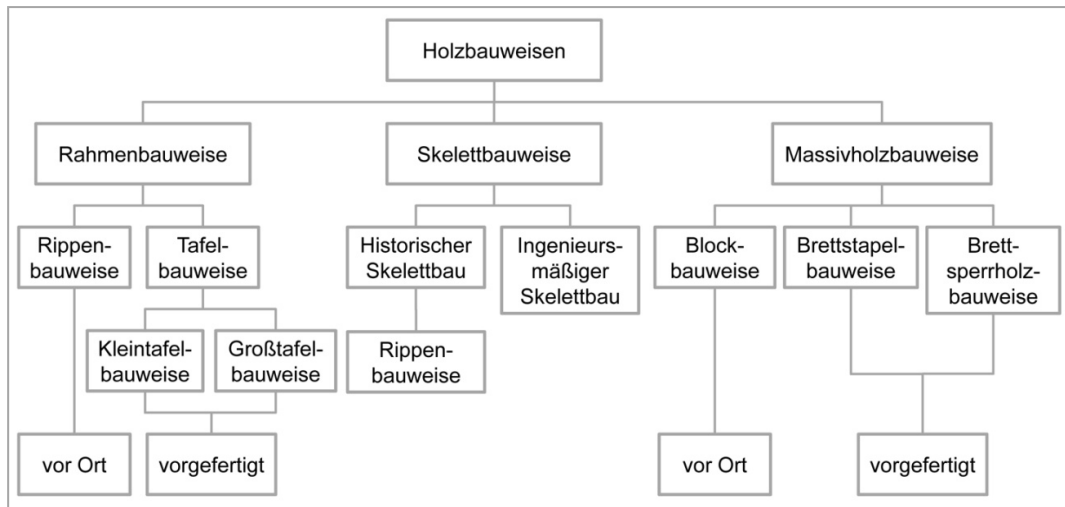 Holzbauweisen
Rahmenbauweise
Skelettbauweise
Massivholzbauweise
Rippen-
bauweise
Tafel-
bauweise
Historischer
Skelettbau
Ingenieurs-
mäßiger
Skelettbau
Block-
bauweise
Brettstapel-
bauweise
Brett-
sperrholz-
bauweise
Kleintafel-
bauweise
Großtafel-
bauweise
Rippen-
bauweise
vor Ort
vorgefertigt
vor Ort
vorgefertigt